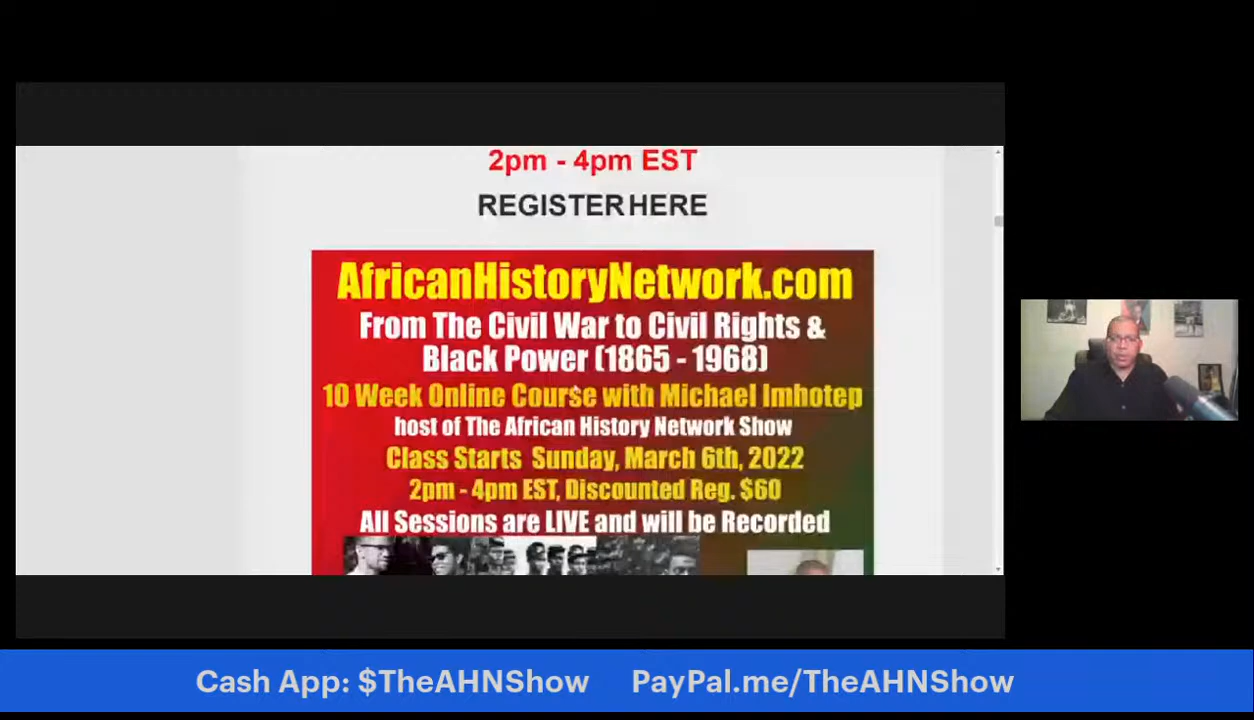 2pm - 4pm EST
REGISTER HERE
AfricanHistoryNetwork.com
From The Civil War to Civil Rights &
Black Power (1865 - 1968)
10 Week Online Course with Michael Imhotep
host of The African History Network Show
Class Starts Sunday, March 6th, 2022
2pm - 4pm EST, Discounted Reg. $60
All Sessions are LIVE and will be Recorded
Cash App: $TheAHNShow PayPal.me/TheAHNShow